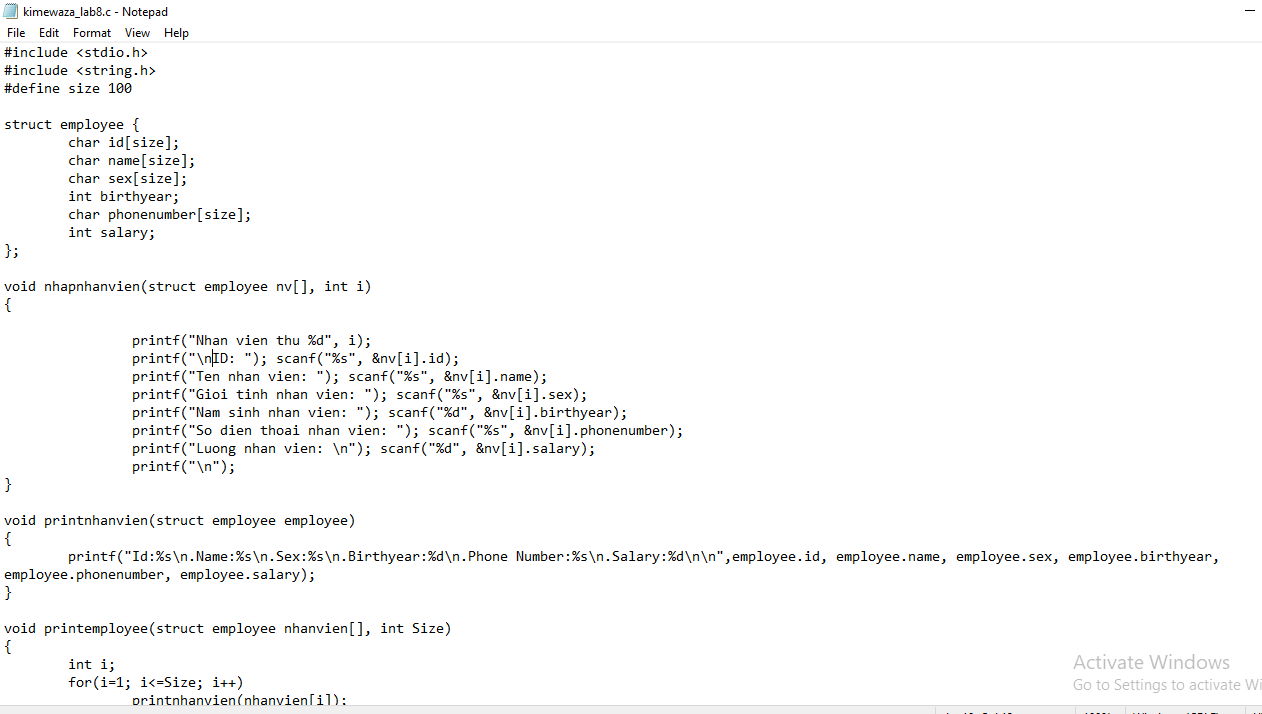 kimewaza_lab8.c - Notepad
File Edit Format View Help
#include <stdio.h>
#include <string.h>
#define size 100
struct employee {
char id[size];
char name[size];
char sex[size];
int birthyear;
char phonenumber[size];
int salary;
};
void nhapnhanvien(struct employee nv[], int i)
{
printf("Nhan vien thu %d", i);
printf("\nID: "); scanf("%s", &nv[i].id);
printf("Ten nhan vien: "); scanf("%s", &nv[i].name);
printf("Gioi tinh nhan vien: "); scanf("%s", &nv[i].sex);
printf("Nam sinh nhan vien: "); scanf("%d", &nv[i].birthyear);
printf("So dien thoai nhan vien: "); scanf("%s", &nv[i].phonenumber);
printf("Luong nhan vien: \n"); scanf("%d", &nv[i].salary);
printf("\n");
}
void printnhanvien(struct employee employee)
{
printf("Id:%s\n.Name:%s\n.Sex:%s\n.Birthyear:%d\n.Phone Number:%s\n.Salary:%d\n\n",employee.id, employee.name, employee.sex, employee.birthyear,
employee.phonenumber, employee.salary);
}
void printemployee(struct employee nhanvien[], int Size)
{
int i;
for(i=1; i<=Size; i++)
printnhanvien(nhanvien[i]);
Activate Windows
Go to Settings to activate Wi